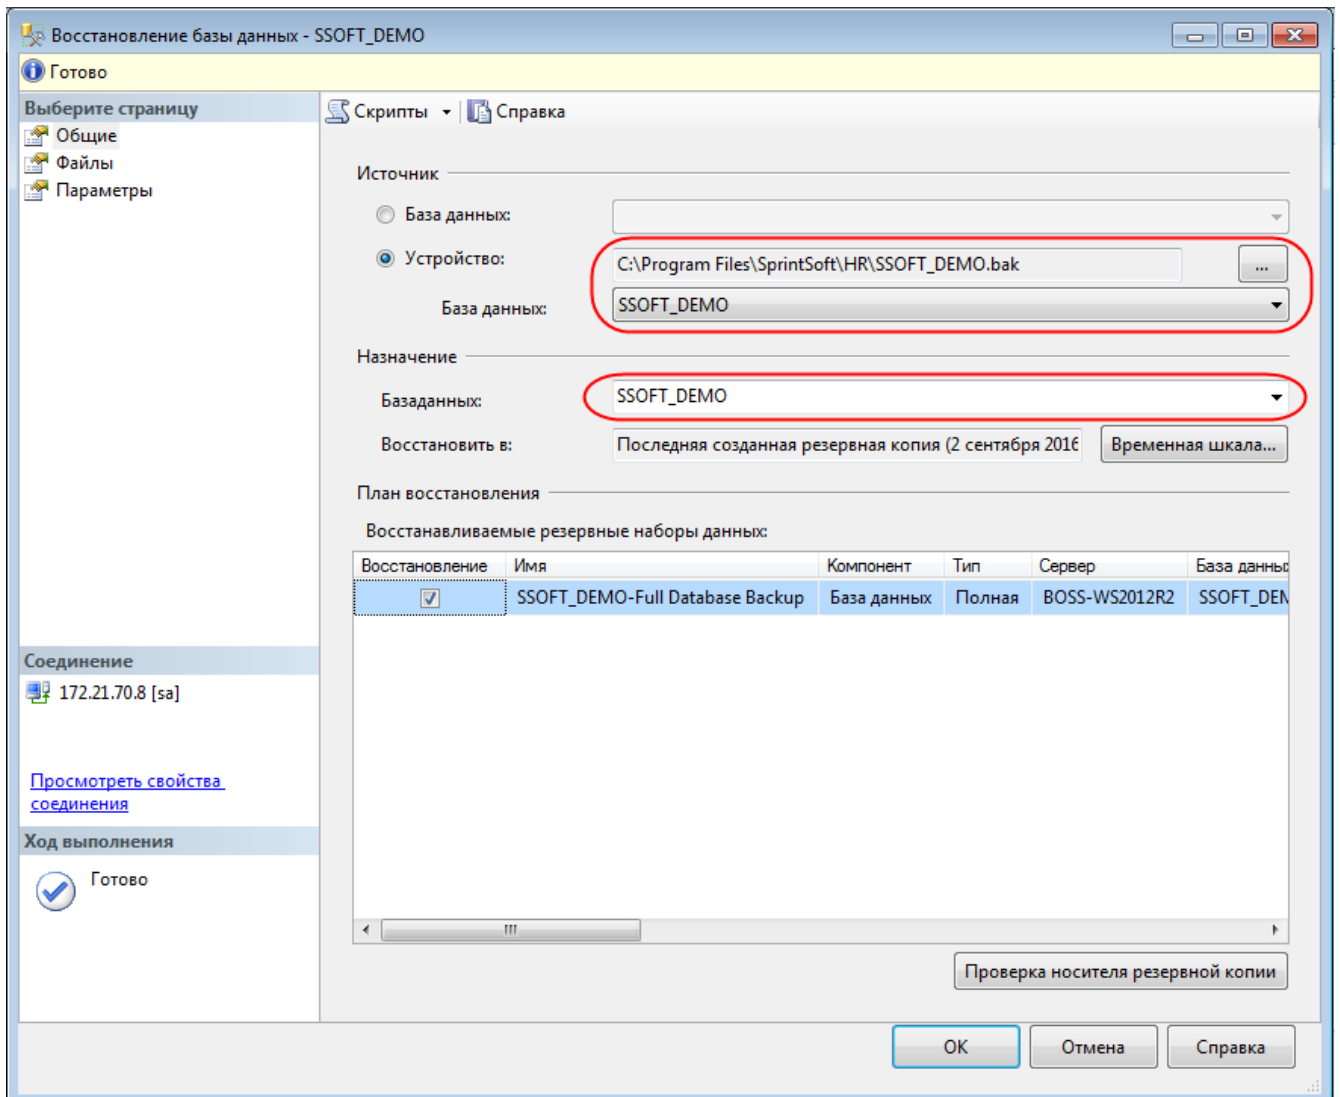 Восстановление базы данных - SSOFT_DEMO
Готово
Выберите страницу
Общие
Файлы
Параметры
Скрипты
Справка
Источник
База данных:
Устройство:
C:\Program Files\SprintSoft\HR\SSOFT_DEMO.bak
...
База данных:
SSOFT_DEMO
Назначение
Базаданных:
SSOFT_DEMO
Восстановить в:
Последняя созданная резервная копия (2 сентября 2016
Временная шкала...
План восстановления
Восстанавливаемые резервные наборы данных:
Восстановление Имя Компонент Тип Сервер База данны
SSOFT_DEMO-Full Database Backup База данных Полная BOSS-WS2012R2 SSOFT_DEM
Соединение
172.21.70.8 [sa]
Просмотреть свойства
соединения
Ход выполнения
Готово
Проверка носителя резервной копии
ОК
Отмена
Справка